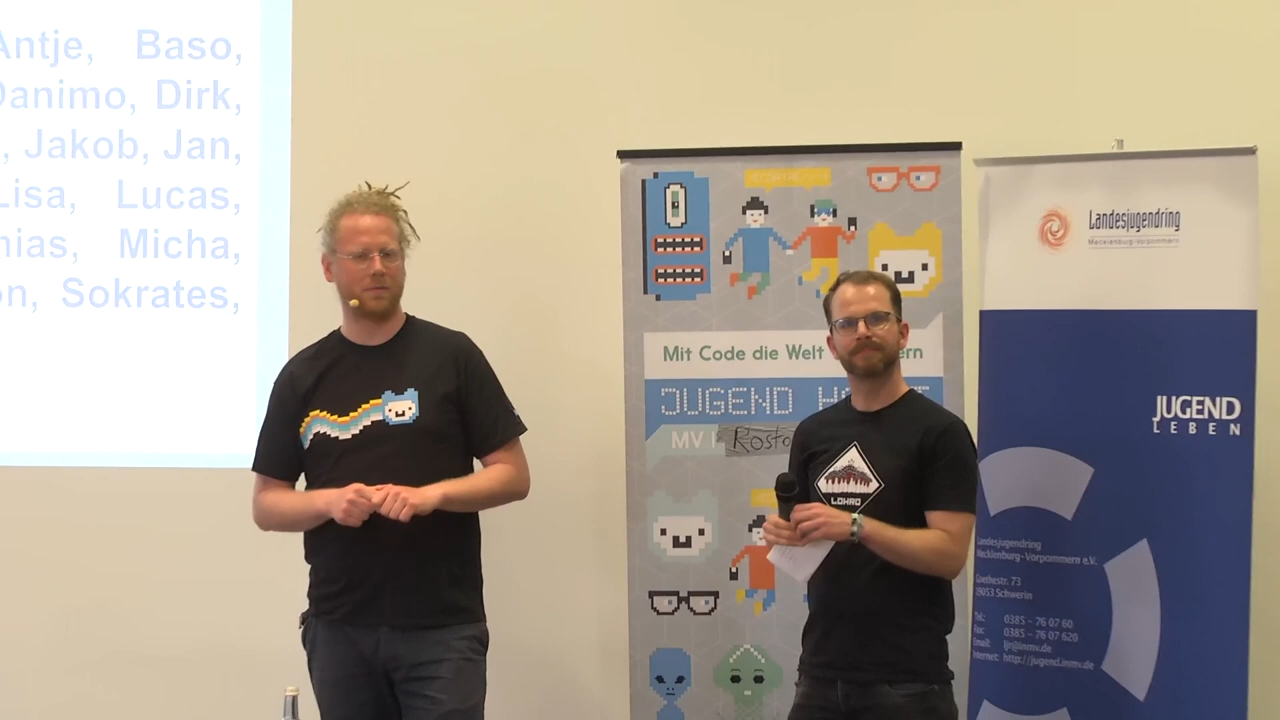 Antje, Baso,
Danimo, Dirk,
, Jakob, Jan,
Lisa, Lucas,
Micha,
Sokrates,
Mit Code die Welt
JUGEND
MV
Rosto
LOHRO
Landesjugendring
Mecklenburg-Vorpommern
JUGEND
LEBEN
Landesjugendring
Mecklenburg-Vorpommern e.V.
Goethestr. 73
19053 Schwerin
Tel.: 0385 - 76 07 60
Fax: 0385 - 76 07 620
Email: ljr@inmv.de
Internet: http://jugend.inmv.de